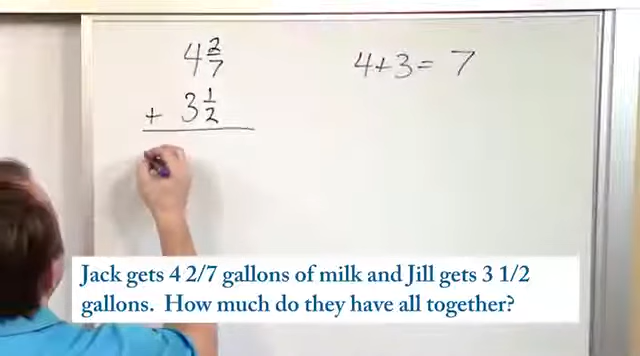 4 2/7
+ 3 1/2
4+3= 7
Jack gets 4 2/7 gallons of milk and Jill gets 3 1/2
gallons. How much do they have all together?